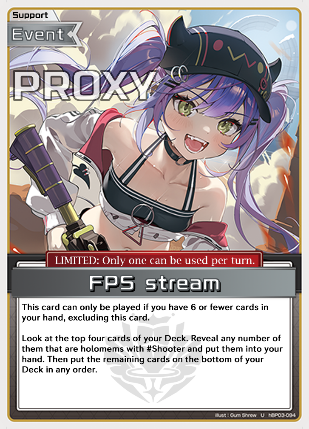 Support
Event
PROXY
LIMITED: Only one can be used per turn.
FPS stream
This card can only be played if you have 6 or fewer cards in
your hand, excluding this card.
Look at the top four cards of your Deck. Reveal any number of
them that are holomems with #Shooter and put them into your
hand. Then put the remaining cards on the bottom of your
Deck in any order.
illust : Gum Shrew U hBP03-094